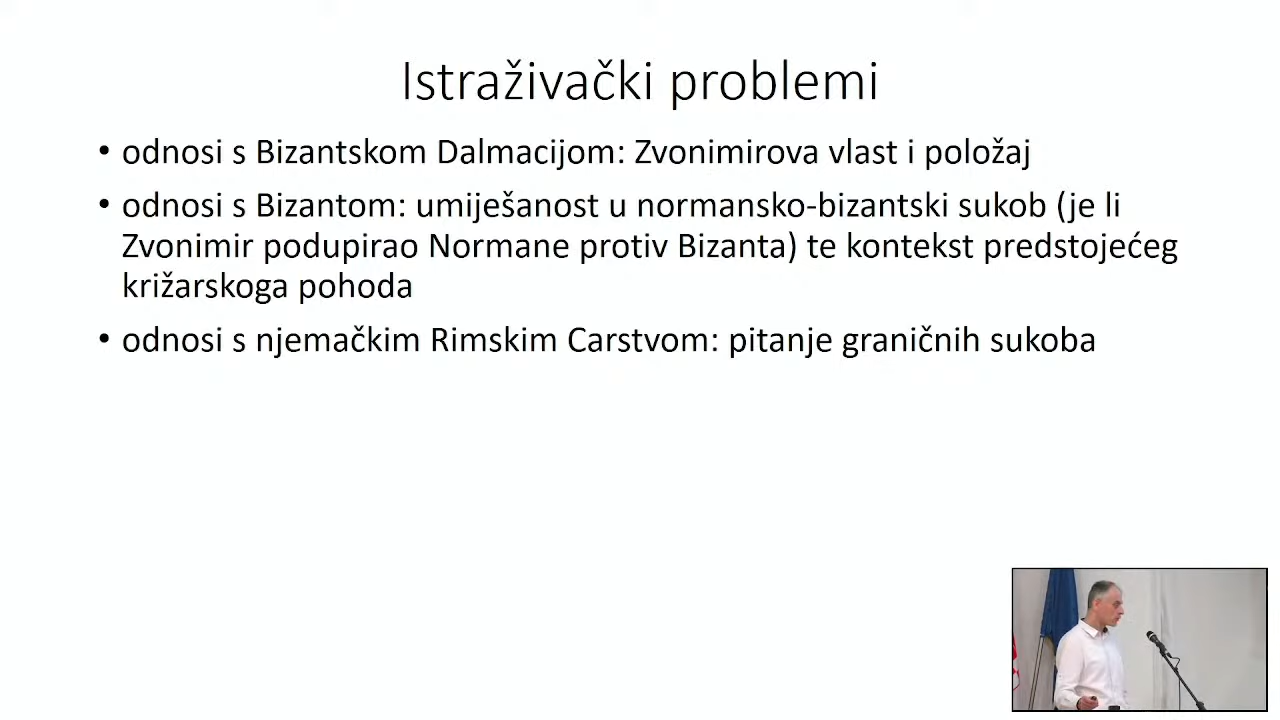 Istraživački problemi
• odnosi s Bizantskom Dalmacijom: Zvonimirova vlast i položaj
• odnosi s Bizantom: umiješanost u normansko-bizantski sukob (je li
Zvonimir podupirao Normane protiv Bizanta) te kontekst predstojećeg
križarskoga pohoda
• odnosi s njemačkim Rimskim Carstvom: pitanje graničnih sukoba